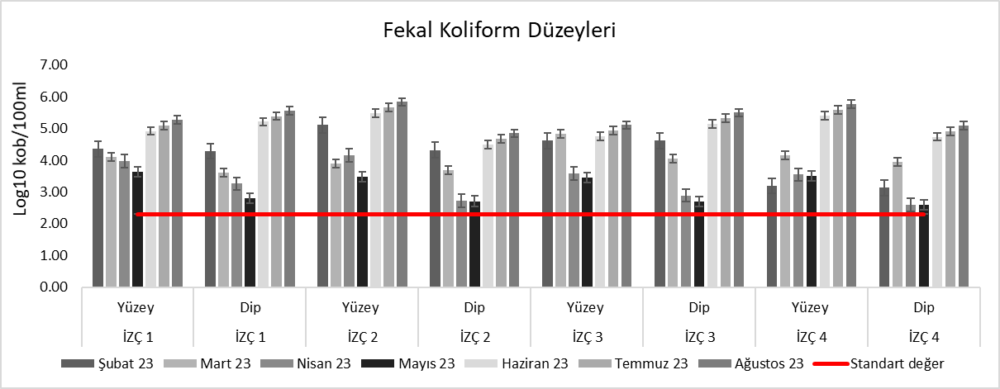 Fekal Koliform Düzeyleri
Log10 kob/100ml
7.00
6.00
5.00
4.00
3.00
2.00
1.00
0.00
Yüzey Dip Yüzey Dip Yüzey Dip Yüzey Dip
İZÇ 1 İZÇ 1 İZÇ 2 İZÇ 2 İZÇ 3 İZÇ 3 İZÇ 4 İZÇ 4
Şubat 23 Mart 23 Nisan 23 Mayıs 23 Haziran 23 Temmuz 23 Ağustos 23 Standart değer